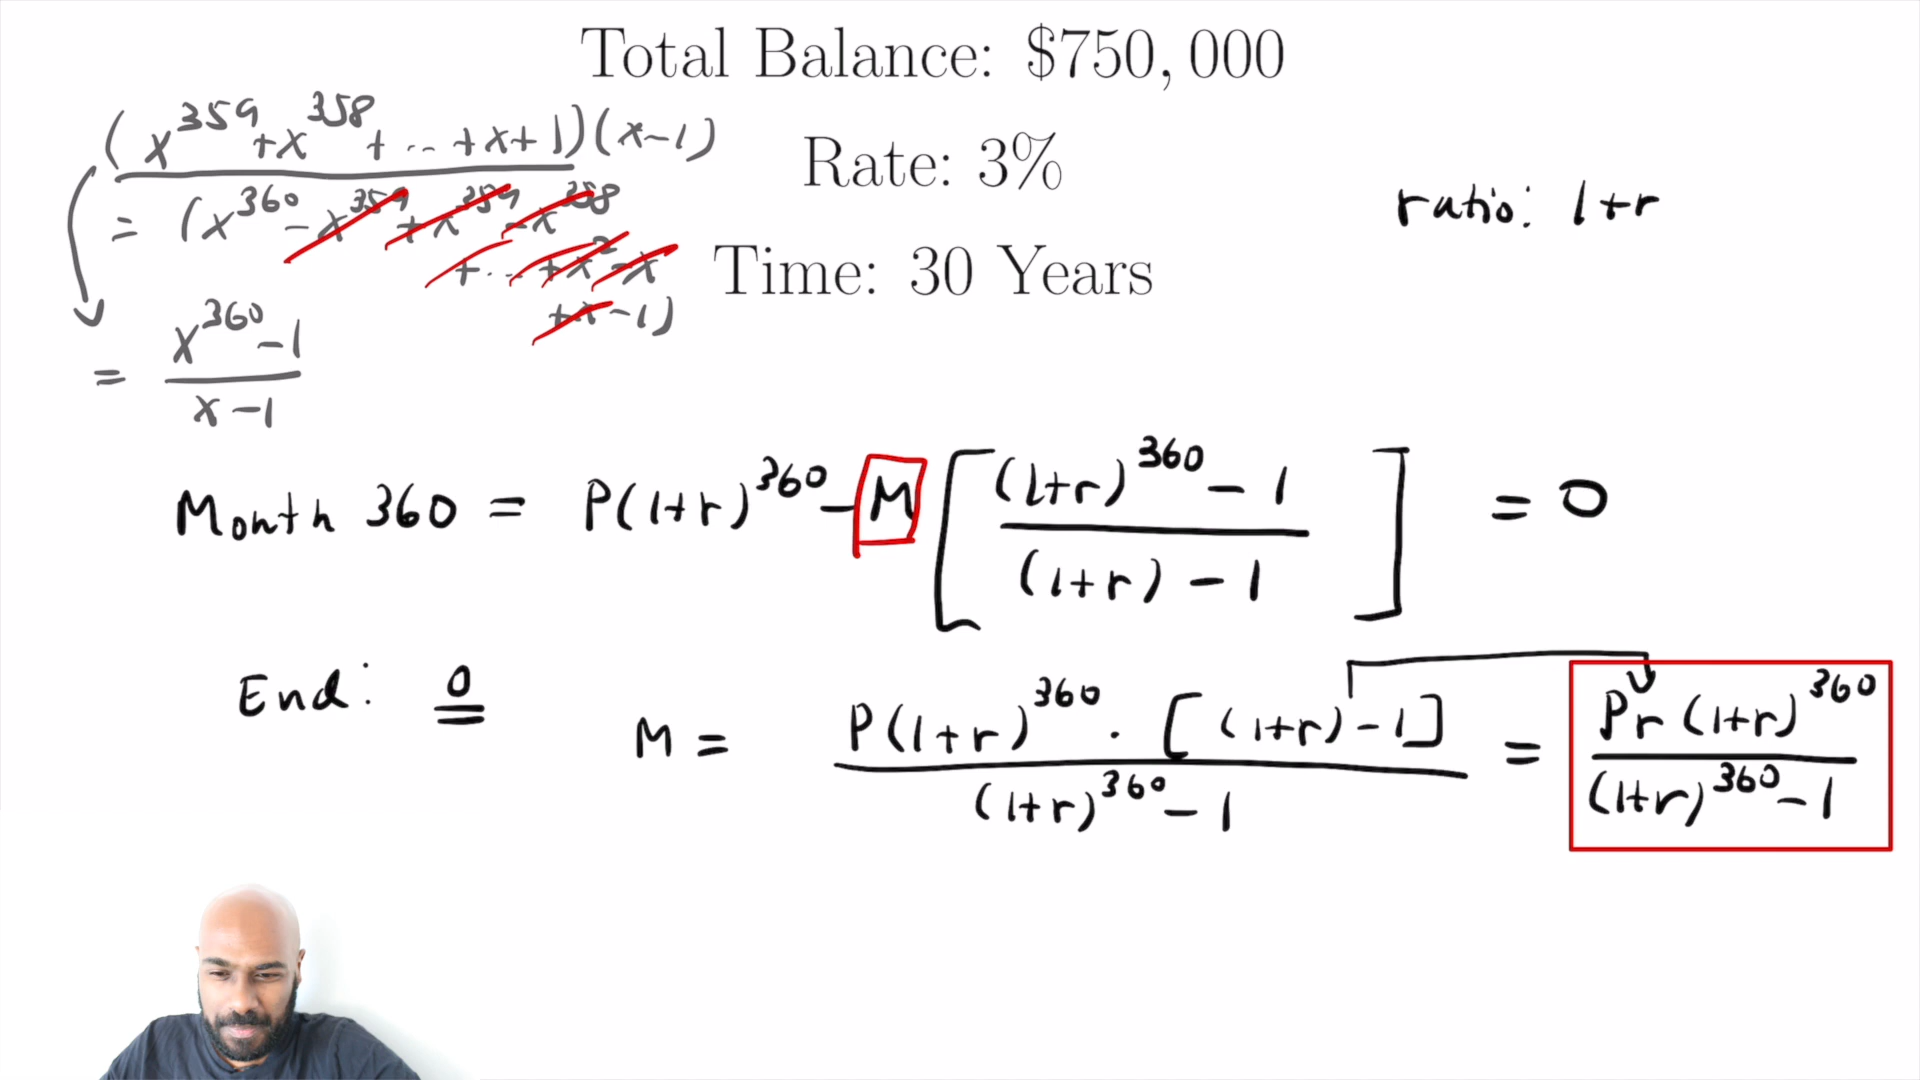 Total Balance: $750,000
Rate: 3%
Time: 30 Years
(x^359 + x^358 + ... + x + 1)(x-1)
= (x^360 - x^359 + x^359 - x^358
+ ... + x^2 - x
+ x - 1)
= (x^360 - 1)/(x - 1)
ratio: 1+r
Month 360 = P(1+r)^360 - M [ ((1+r)^360 - 1)/((1+r) - 1) ] = 0
End: 0
M = (P(1+r)^360 · [(1+r) - 1])/((1+r)^360 - 1) = (Pr(1+r)^360)/((1+r)^360 - 1)